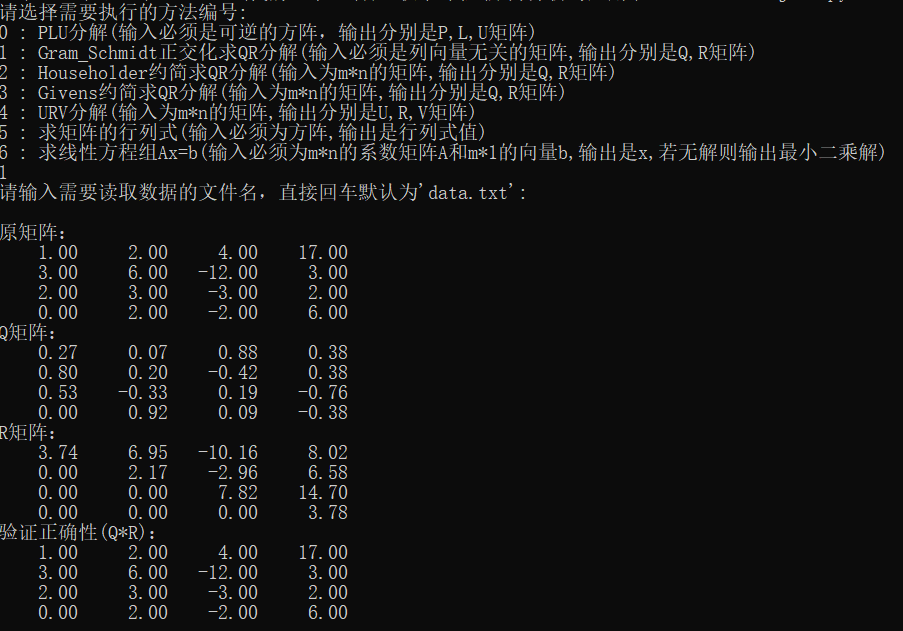 请选择需要执行的方法编号:
0 : PLU分解(输入必须是可逆的方阵，输出分别是P,L,U矩阵)
1 : Gram_Schmidt正交化求QR分解(输入必须是列向量无关的矩阵,输出分别是Q,R矩阵)
2 : Householder约简求QR分解(输入为m*n的矩阵,输出分别是Q,R矩阵)
3 : Givens约简求QR分解(输入为m*n的矩阵,输出分别是Q,R矩阵)
4 : URV分解(输入为m*n的矩阵,输出分别是U,R,V矩阵)
5 : 求矩阵的行列式(输入必须为方阵,输出是行列式值)
6 : 求线性方程组Ax=b(输入必须为m*n的系数矩阵A和m*1的向量b,输出是x,若无解则输出最小二乘解)
1
请输入需要读取数据的文件名，直接回车默认为'data.txt':
原矩阵:
1.00 2.00 4.00 17.00
3.00 6.00 -12.00 3.00
2.00 3.00 -3.00 2.00
0.00 2.00 -2.00 6.00
Q矩阵:
0.27 0.07 0.88 0.38
0.80 0.20 -0.42 0.38
0.53 -0.33 0.19 -0.76
0.00 0.92 0.09 -0.38
R矩阵:
3.74 6.95 -10.16 8.02
0.00 2.17 -2.96 6.58
0.00 0.00 7.82 14.70
0.00 0.00 0.00 3.78
验证正确性(Q*R):
1.00 2.00 4.00 17.00
3.00 6.00 -12.00 3.00
2.00 3.00 -3.00 2.00
0.00 2.00 -2.00 6.00